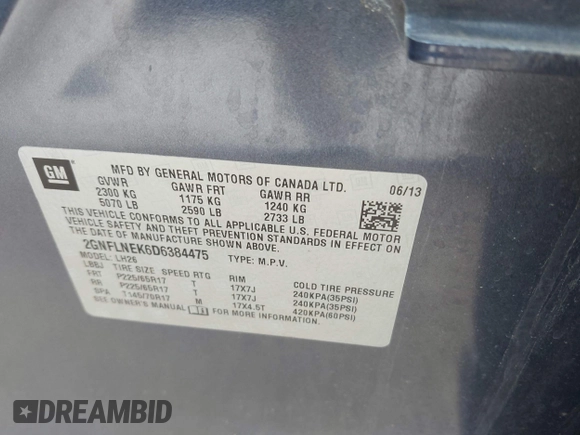 GM
MFD BY GENERAL MOTORS OF CANADA LTD. 06/13
GVWR GAWR FRT GAWR RR
2300 KG 1175 KG 1240 KG
5070 LB 2590 LB 2733 LB
THIS VEHICLE CONFORMS TO ALL APPLICABLE U.S. FEDERAL MOTOR
VEHICLE SAFETY AND THEFT PREVENTION STANDARDS IN EFFECT ON
THE DATE OF MANUFACTURE SHOWN ABOVE.
2GNFLNEK6D6384475 TYPE: M.P.V.
MODEL: LH26
LBBJ TIRE SIZE SPEED RTG RIM COLD TIRE PRESSURE
FRT P225/65R17 T 17X7J 240KPA(35PSI)
RR P225/65R17 T 17X7J 240KPA(35PSI)
SPA T145/70R17 M 17X4.5T 420KPA(60PSI)
SEE OWNER'S MANUAL FOR MORE INFORMATION.
DREAMBID